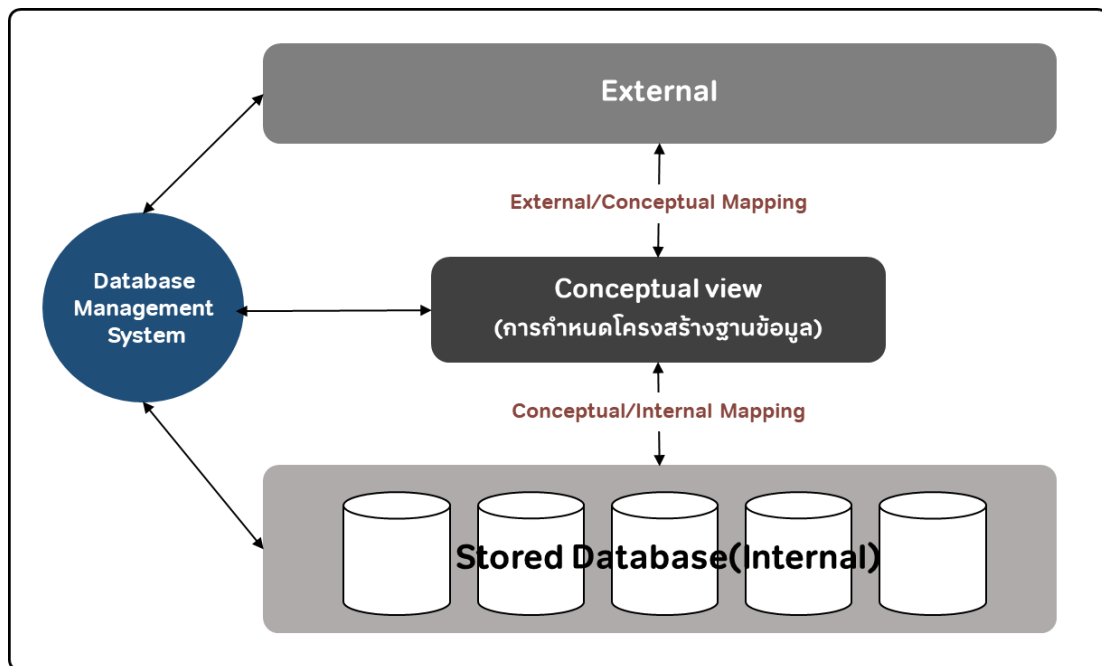 External
External/Conceptual Mapping
Database
Management
System
Conceptual view
(การกำหนดโครงสร้างฐานข้อมูล)
Conceptual/Internal Mapping
Stored Database(Internal)